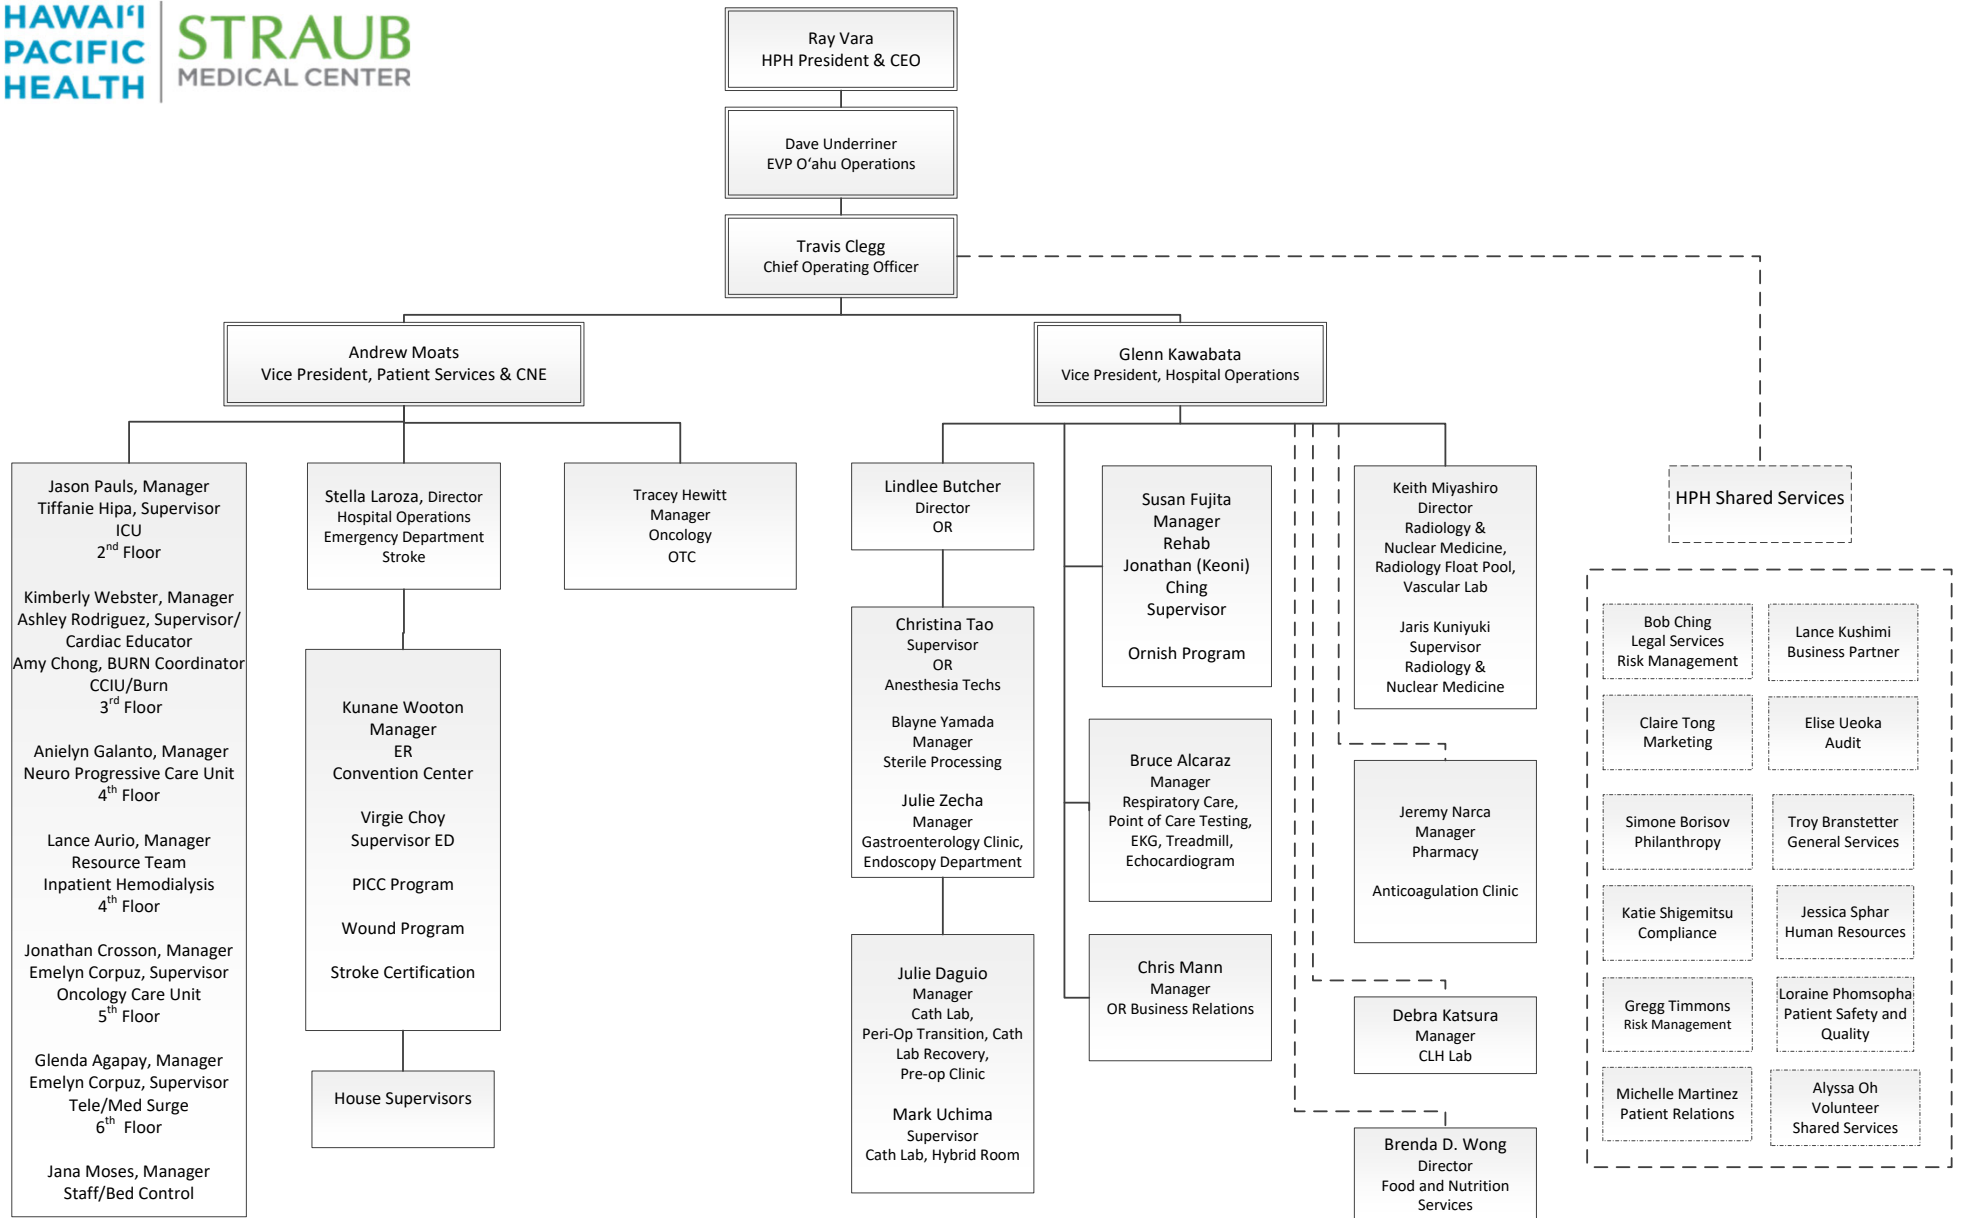 HAWAIʻI
PACIFIC
HEALTH
STRAUB
MEDICAL CENTER
Ray Vara
HPH President & CEO
Dave Underriner
EVP Oʻahu Operations
Travis Clegg
Chief Operating Officer
Andrew Moats
Vice President, Patient Services & CNE
Glenn Kawabata
Vice President, Hospital Operations
Jason Pauls, Manager
Tiffanie Hipa, Supervisor
ICU
2nd Floor
Kimberly Webster, Manager
Ashley Rodriguez, Supervisor/
Cardiac Educator
Amy Chong, BURN Coordinator
CCIU/Burn
3rd Floor
Anielyn Galanto, Manager
Neuro Progressive Care Unit
4th Floor
Lance Aurio, Manager
Resource Team
Inpatient Hemodialysis
4th Floor
Jonathan Crosson, Manager
Emelyn Corpuz, Supervisor
Oncology Care Unit
5th Floor
Glenda Agapay, Manager
Emelyn Corpuz, Supervisor
Tele/Med Surge
6th Floor
Jana Moses, Manager
Staff/Bed Control
Stella Laroza, Director
Hospital Operations
Emergency Department
Stroke
Kunane Wooton
Manager
ER
Convention Center
Virgie Choy
Supervisor ED
PICC Program
Wound Program
Stroke Certification
House Supervisors
Tracey Hewitt
Manager
Oncology
OTC
Lindlee Butcher
Director
OR
Christina Tao
Supervisor
OR
Anesthesia Techs
Blayne Yamada
Manager
Sterile Processing
Julie Zecha
Manager
Gastroenterology Clinic,
Endoscopy Department
Julie Daguio
Manager
Cath Lab,
Peri-Op Transition, Cath
Lab Recovery,
Pre-op Clinic
Mark Uchima
Supervisor
Cath Lab, Hybrid Room
Susan Fujita
Manager
Rehab
Jonathan (Keoni)
Ching
Supervisor
Ornish Program
Bruce Alcaraz
Manager
Respiratory Care,
Point of Care Testing,
EKG, Treadmill,
Echocardiogram
Chris Mann
Manager
OR Business Relations
Keith Miyashiro
Director
Radiology &
Nuclear Medicine,
Radiology Float Pool,
Vascular Lab
Jaris Kuniyuki
Supervisor
Radiology &
Nuclear Medicine
Jeremy Narca
Manager
Pharmacy
Anticoagulation Clinic
Debra Katsura
Manager
CLH Lab
Brenda D. Wong
Director
Food and Nutrition
Services
HPH Shared Services
Bob Ching
Legal Services
Risk Management
Lance Kushimi
Business Partner
Claire Tong
Marketing
Elise Ueoka
Audit
Simone Borisov
Philanthropy
Troy Branstetter
General Services
Katie Shigemitsu
Compliance
Jessica Sphar
Human Resources
Gregg Timmons
Risk Management
Loraine Phomsopha
Patient Safety and
Quality
Michelle Martinez
Patient Relations
Alyssa Oh
Volunteer
Shared Services